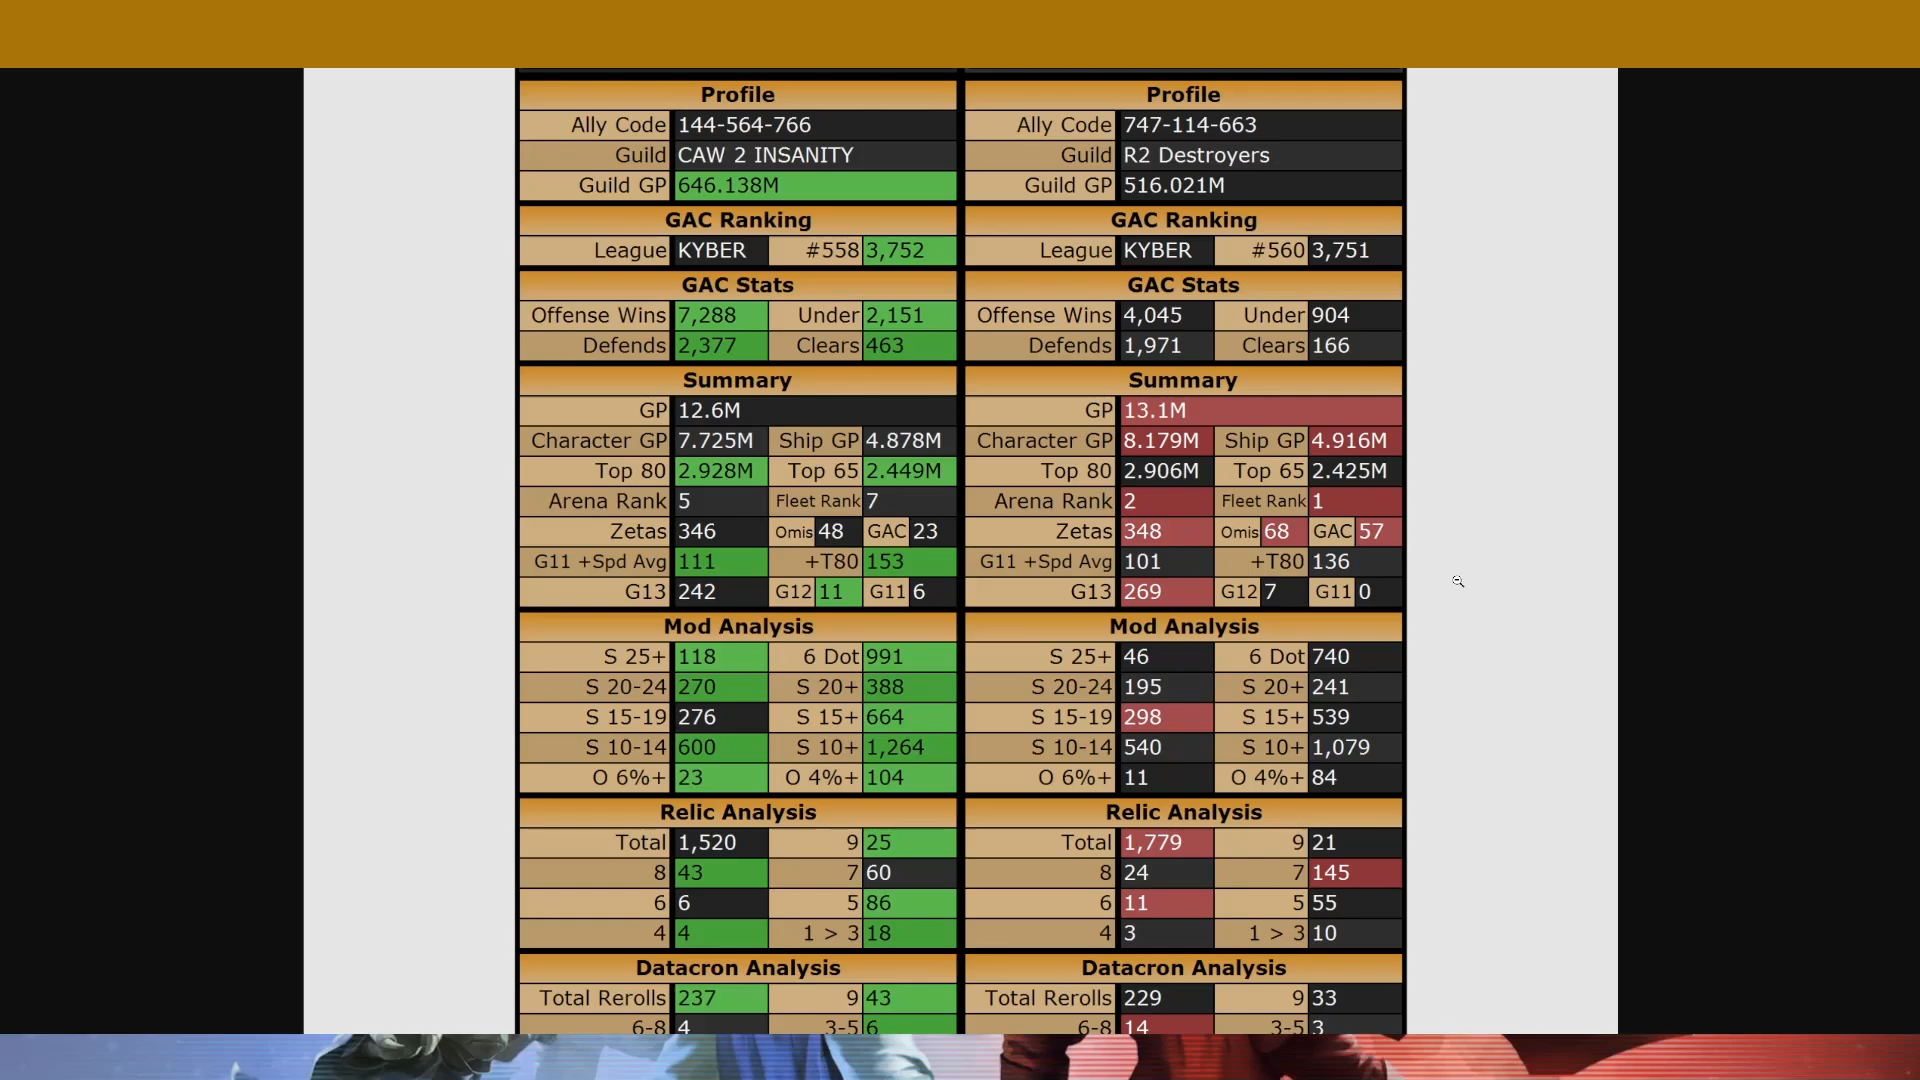 Profile
Ally Code 144-564-766
Guild CAW 2 INSANITY
Guild GP 646.138M
GAC Ranking
League KYBER #558 3,752
GAC Stats
Offense Wins 7,288 Under 2,151
Defends 2,377 Clears 463
Summary
GP 12.6M
Character GP 7.725M Ship GP 4.878M
Top 80 2.928M Top 65 2.449M
Arena Rank 5 Fleet Rank 7
Zetas 346 Omis 48 GAC 23
G11 +Spd Avg 111 +T80 153
G13 242 G12 11 G11 6
Mod Analysis
S 25+ 118 6 Dot 991
S 20-24 270 S 20+ 388
S 15-19 276 S 15+ 664
S 10-14 600 S 10+ 1,264
O 6%+ 23 O 4%+ 104
Relic Analysis
Total 1,520 9 25
8 43 7 60
6 6 5 86
4 4 1 > 3 18
Datacron Analysis
Total Rerolls 237 9 43
6-8 4 3-5 6
Profile
Ally Code 747-114-663
Guild R2 Destroyers
Guild GP 516.021M
GAC Ranking
League KYBER #560 3,751
GAC Stats
Offense Wins 4,045 Under 904
Defends 1,971 Clears 166
Summary
GP 13.1M
Character GP 8.179M Ship GP 4.916M
Top 80 2.906M Top 65 2.425M
Arena Rank 2 Fleet Rank 1
Zetas 348 Omis 68 GAC 57
G11 +Spd Avg 101 +T80 136
G13 269 G12 7 G11 0
Mod Analysis
S 25+ 46 6 Dot 740
S 20-24 195 S 20+ 241
S 15-19 298 S 15+ 539
S 10-14 540 S 10+ 1,079
O 6%+ 11 O 4%+ 84
Relic Analysis
Total 1,779 9 21
8 24 7 145
6 11 5 55
4 3 1 > 3 10
Datacron Analysis
Total Rerolls 229 9 33
6-8 14 3-5 3